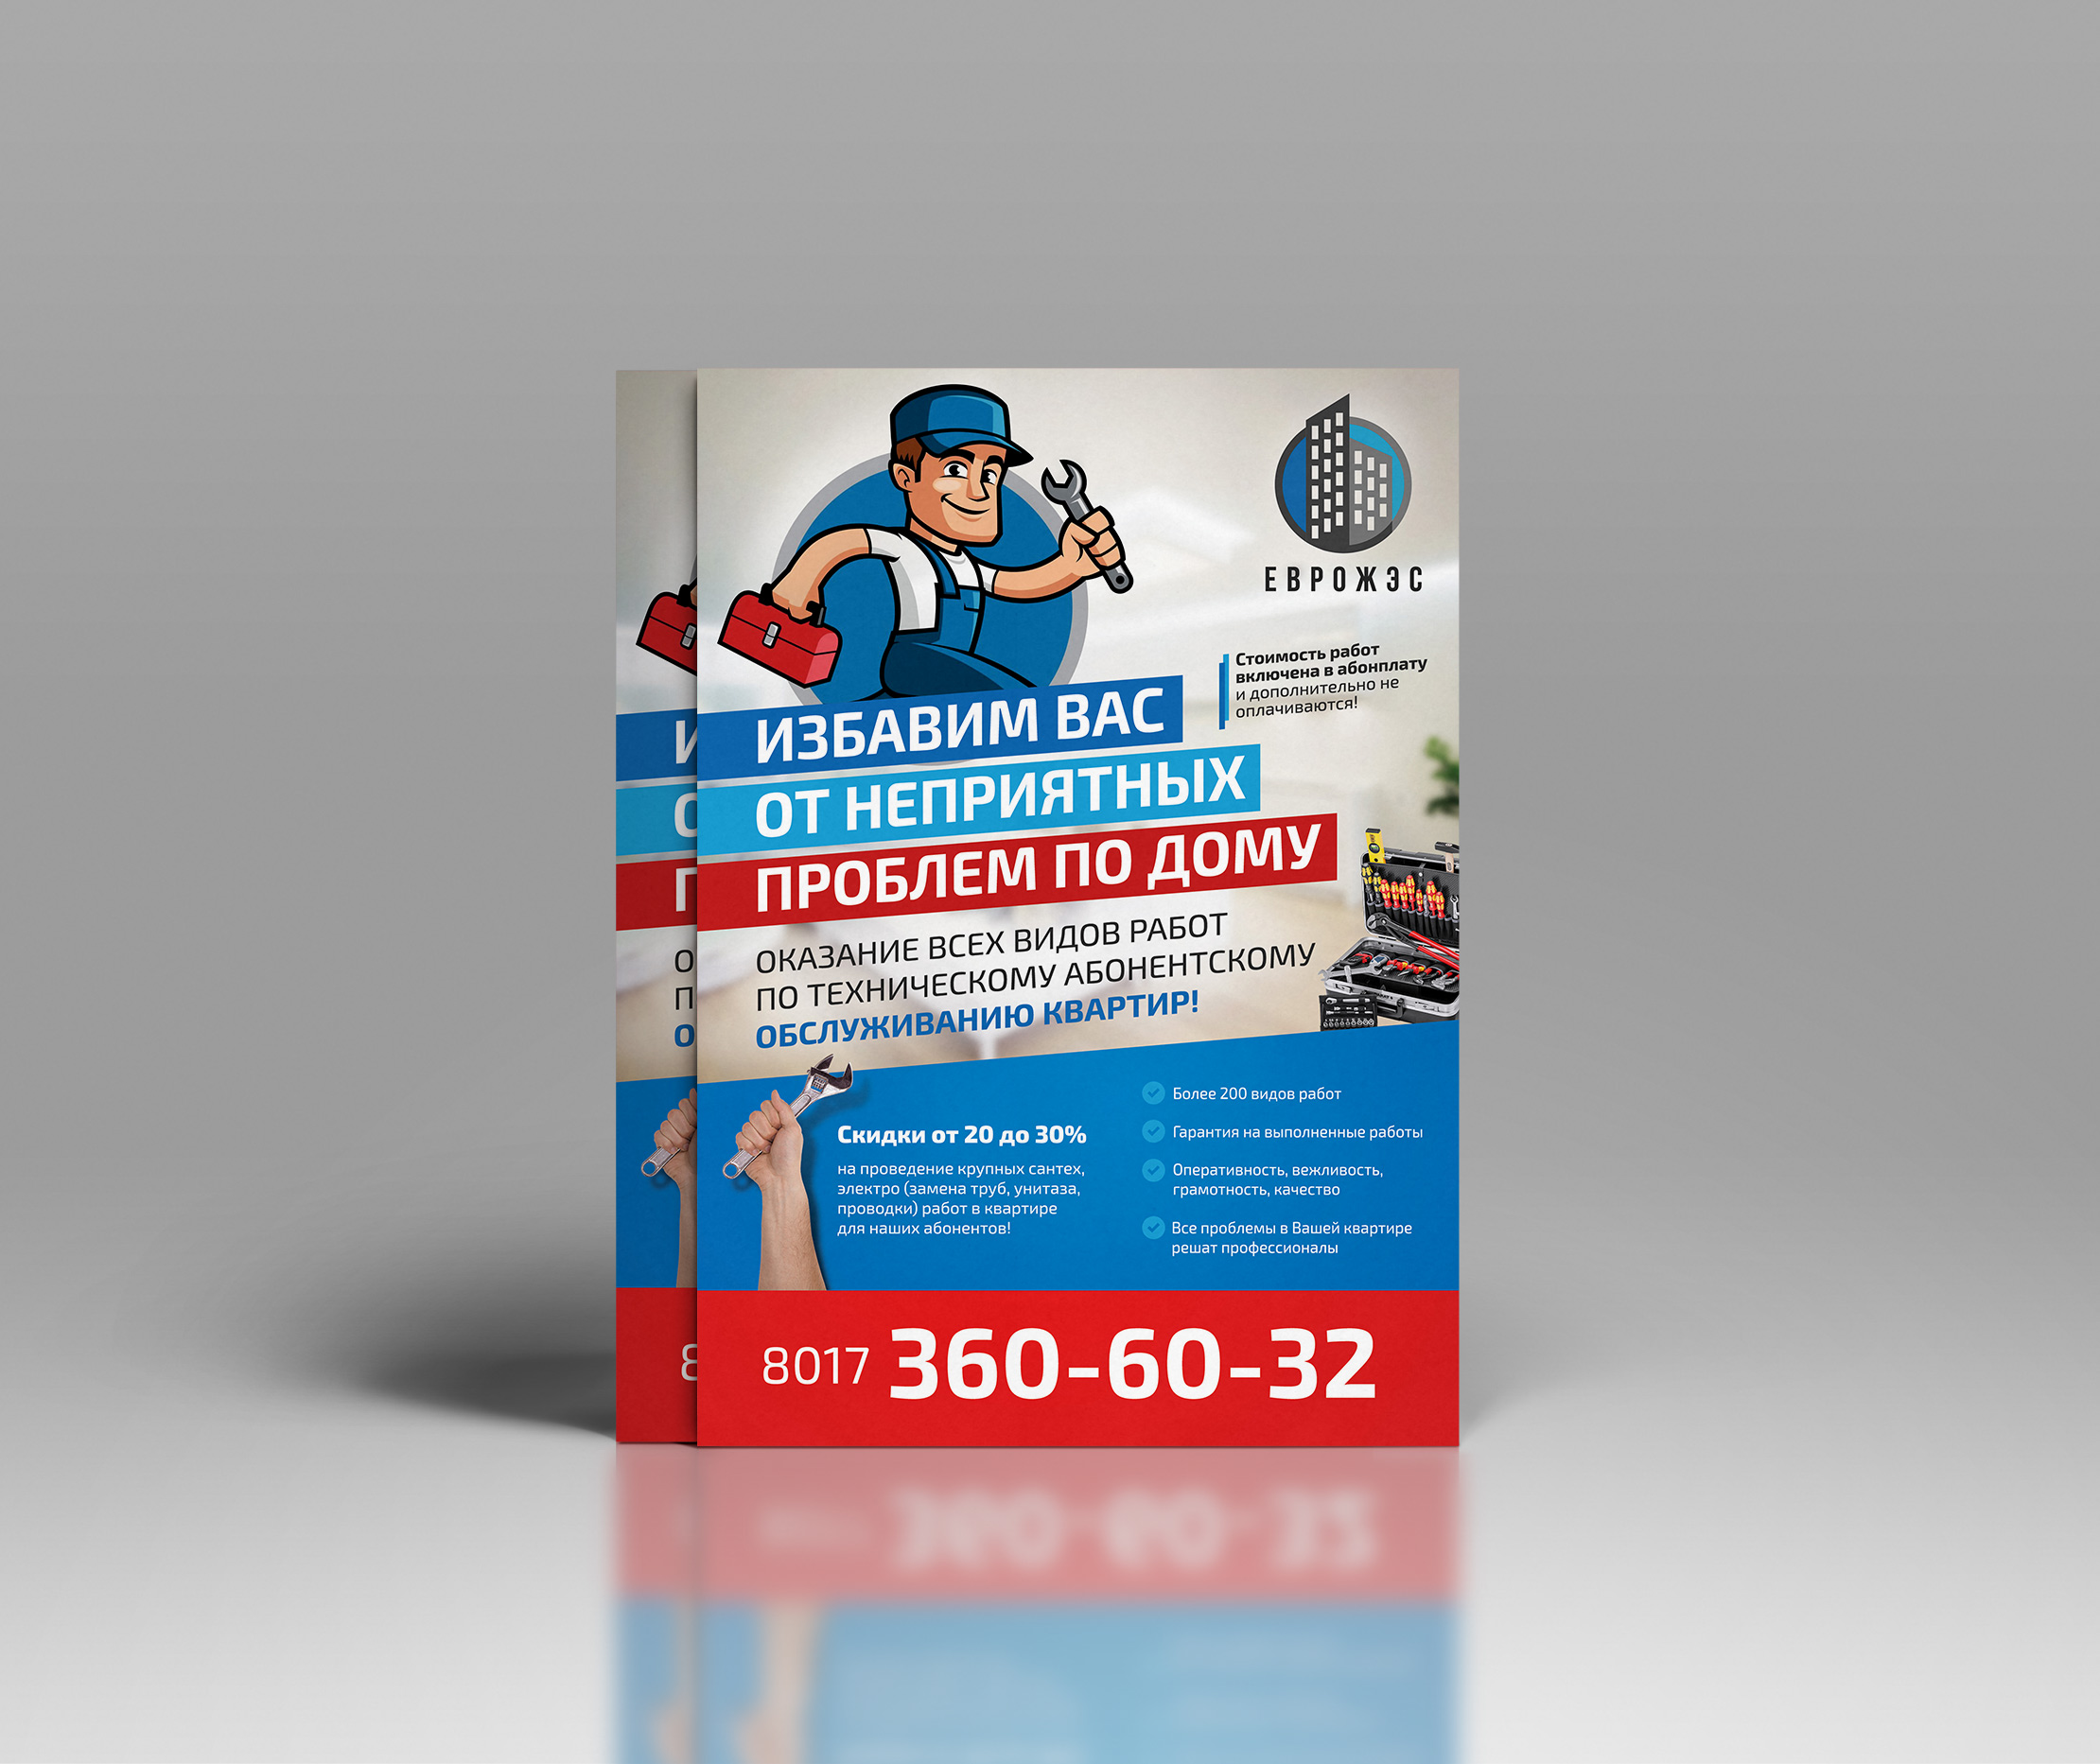 ЕВРОЖЭС
Стоимость работ
включена в абонплату
и дополнительно не
оплачиваются!
ИЗБАВИМ ВАС
ОТ НЕПРИЯТНЫХ
ПРОБЛЕМ ПО ДОМУ
ОКАЗАНИЕ ВСЕХ ВИДОВ РАБОТ
ПО ТЕХНИЧЕСКОМУ АБОНЕНТСКОМУ
ОБСЛУЖИВАНИЮ КВАРТИР!
Скидки от 20 до 30%
на проведение крупных сантех,
электро (замена труб, унитаза,
проводки) работ в квартире
для наших абонентов!
Более 200 видов работ
Гарантия на выполненные работы
Оперативность, вежливость,
грамотность, качество
Все проблемы в Вашей квартире
решат профессионалы
8017 360-60-32